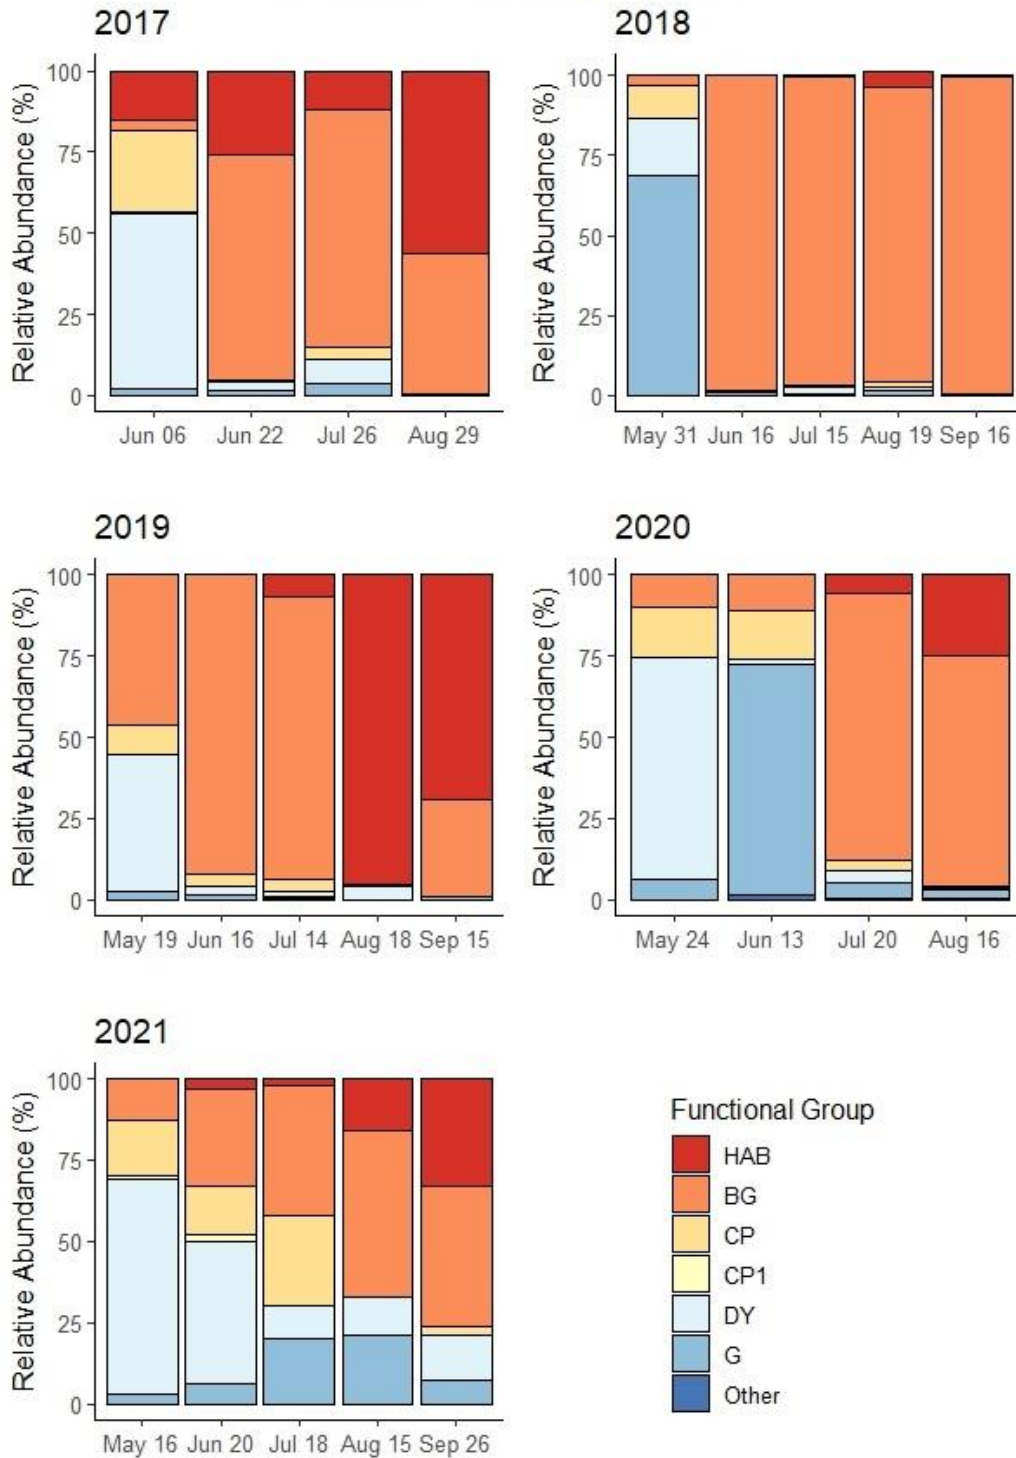 2017
Relative Abundance (%)
100
75
50
25
0
Jun 06 Jun 22 Jul 26 Aug 29
2018
Relative Abundance (%)
100
75
50
25
0
May 31 Jun 16 Jul 15 Aug 19 Sep 16
2019
Relative Abundance (%)
100
75
50
25
0
May 19 Jun 16 Jul 14 Aug 18 Sep 15
2020
Relative Abundance (%)
100
75
50
25
0
May 24 Jun 13 Jul 20 Aug 16
2021
Relative Abundance (%)
100
75
50
25
0
May 16 Jun 20 Jul 18 Aug 15 Sep 26
Functional Group
HAB
BG
CP
CP1
DY
G
Other